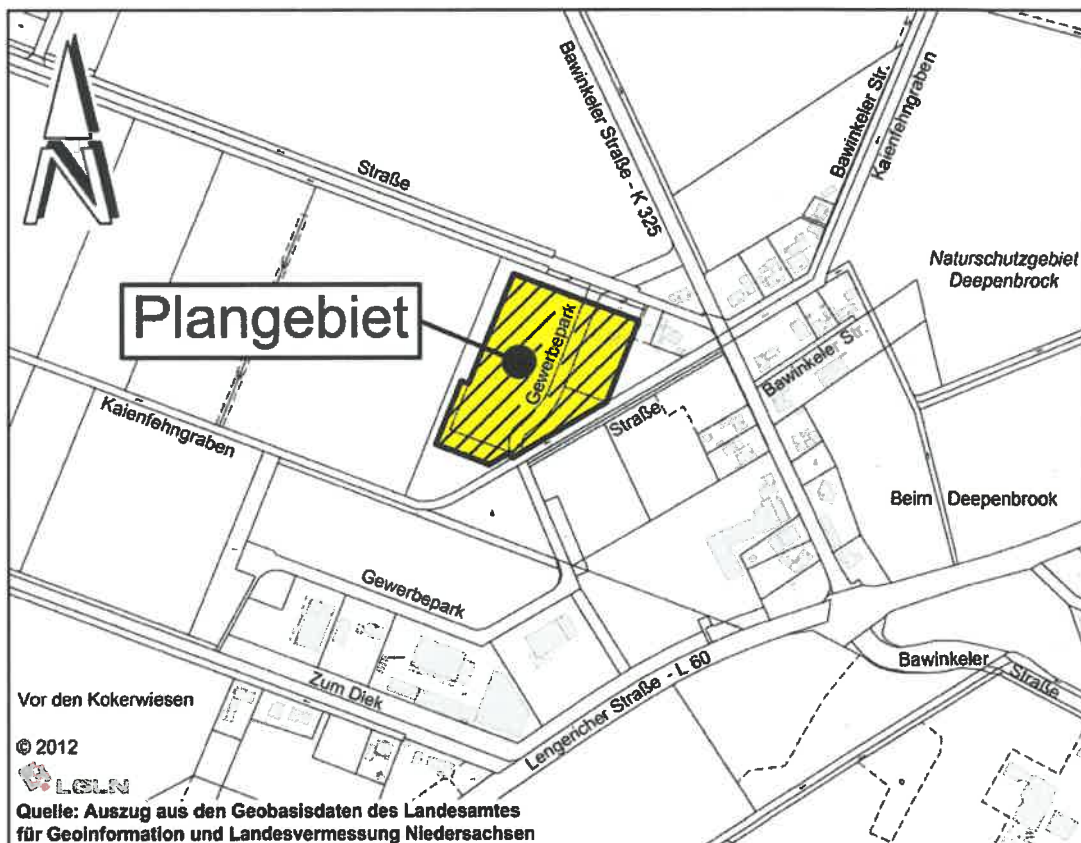 N
Straße
Bawinkeler Straße - K 325
Bawinkeler Str.
Kaienfehngraben
Naturschutzgebiet
Deepenbrock
Plangebiet
Gewerbepark
Straße
Bawinkeler Str.
Kaienfehngraben
Beim Deepenbrook
Gewerbepark
Zum Diek
Lengericher Straße - L 60
Bawinkeler
Straße
Vor den Kokerwiesen
© 2012
LGLN
Quelle: Auszug aus den Geobasisdaten des Landesamtes
für Geoinformation und Landesvermessung Niedersachsen